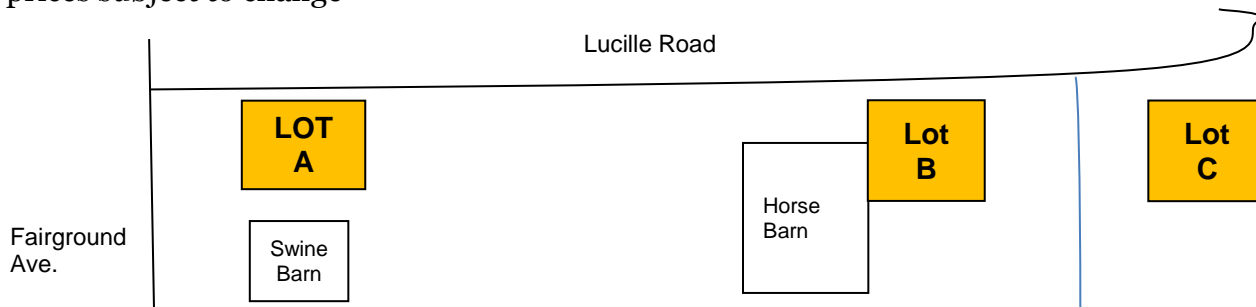 prices subject to change
Lucille Road
LOT
A
Lot
B
Lot
C
Horse
Barn
Fairground
Ave.
Swine
Barn